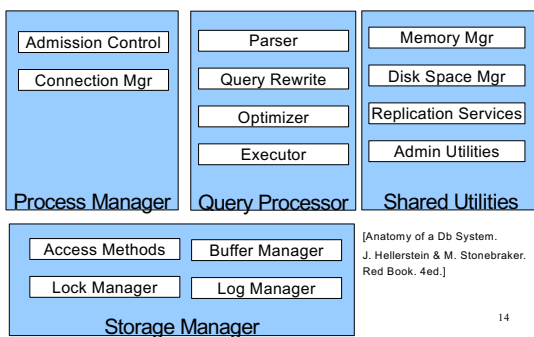 Admission Control
Connection Mgr
Process Manager
Parser
Query Rewrite
Optimizer
Executor
Query Processor
Memory Mgr
Disk Space Mgr
Replication Services
Admin Utilities
Shared Utilities
Access Methods
Buffer Manager
Lock Manager
Log Manager
Storage Manager
[Anatomy of a Db System.
J. Hellerstein & M. Stonebraker.
Red Book. 4ed.]
14